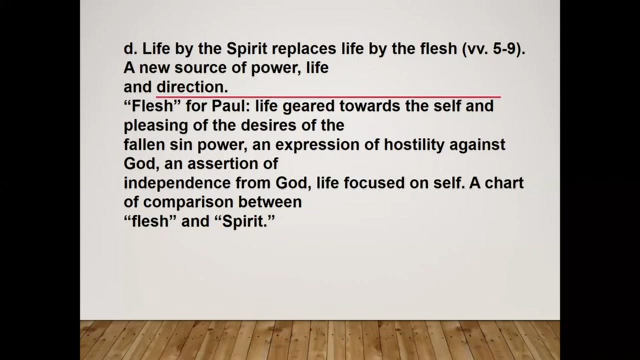 d. Life by the Spirit replaces life by the flesh (vv. 5-9).
A new source of power, life
and direction.
“Flesh” for Paul: life geared towards the self and
pleasing of the desires of the
fallen sin power, an expression of hostility against
God, an assertion of
independence from God, life focused on self. A chart
of comparison between
“flesh” and “Spirit.”